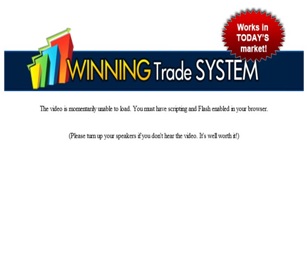 Works in
TODAY'S
market!
WINNING Trade SYSTEM
The video is momentarily unable to load. You must have scripting and Flash enabled in your browser.
(Please turn up your speakers if you don't hear the video. It's well worth it!)